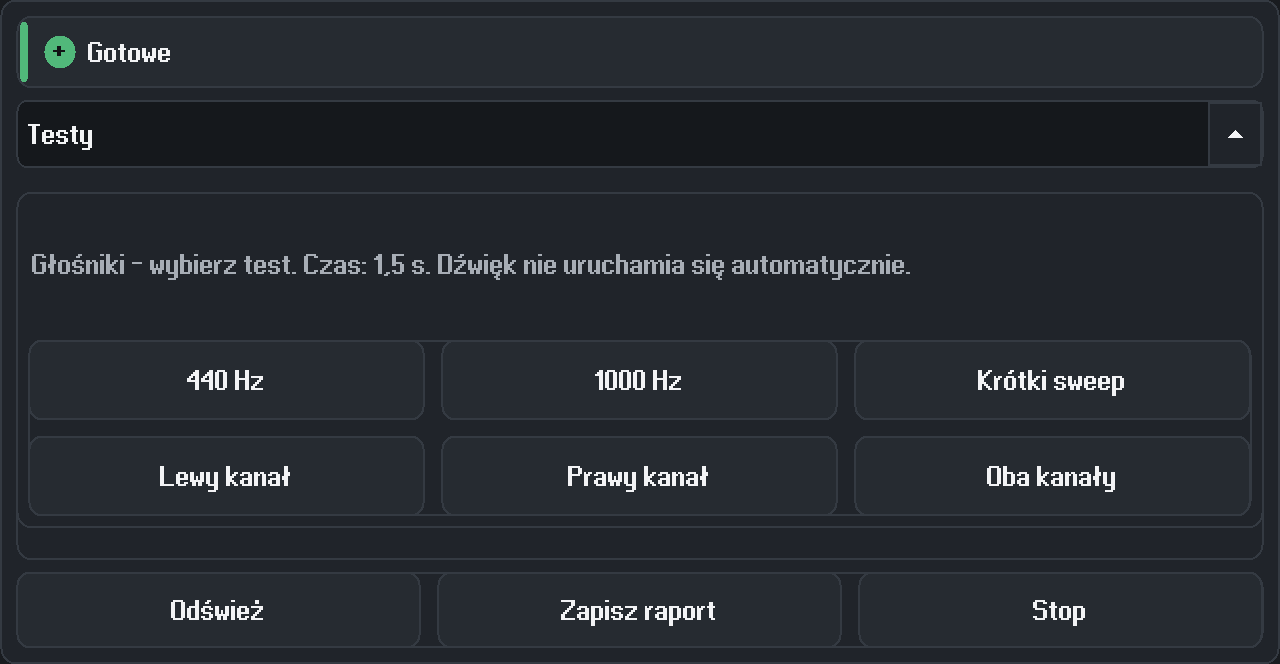 Gotowe
Testy
Głośniki - wybierz test. Czas: 1,5 s. Dźwięk nie uruchamia się automatycznie.
440 Hz
1000 Hz
Krótki sweep
Lewy kanał
Prawy kanał
Oba kanały
Odśwież
Zapisz raport
Stop